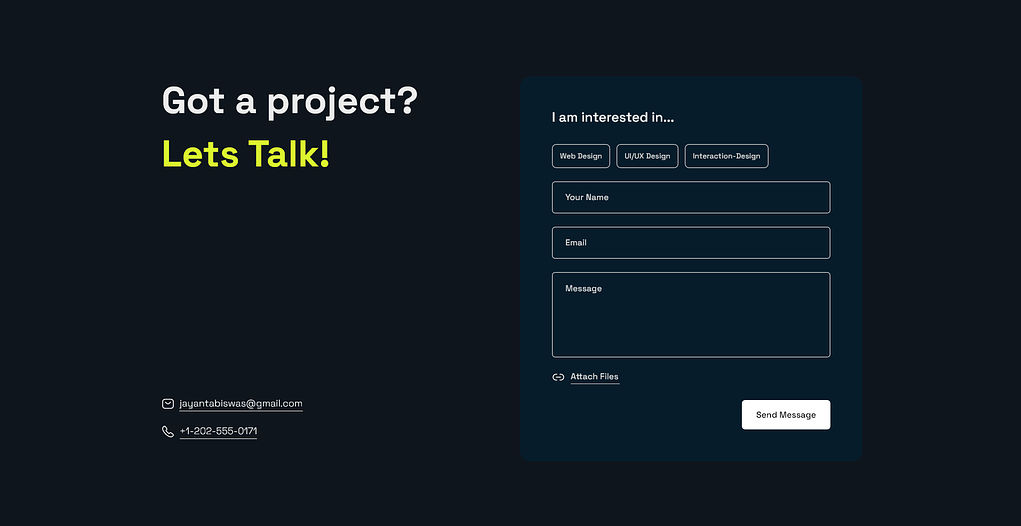 Got a project?
Lets Talk!
jayantabiswas@gmail.com
+1-202-555-0171
I am interested in...
Web Design
UI/UX Design
Interaction-Design
Your Name
Email
Message
Attach Files
Send Message